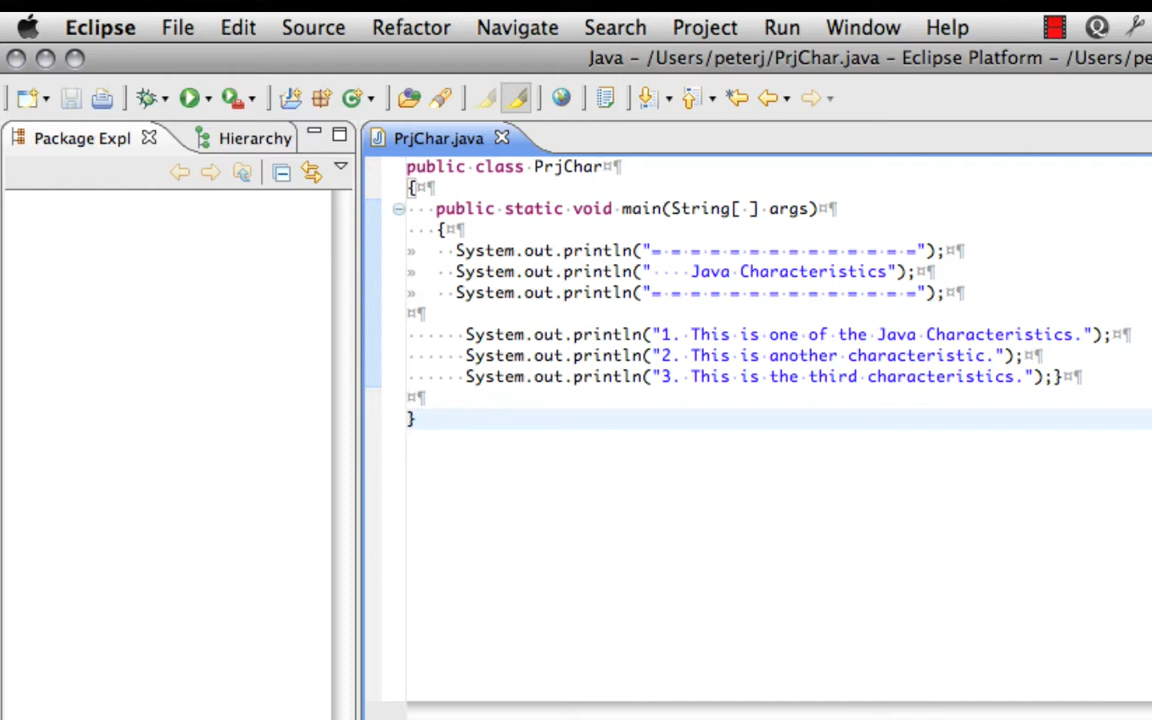 Eclipse File Edit Source Refactor Navigate Search Project Run Window Help
Java – /Users/peterj/PrjChar.java – Eclipse Platform – /Users/pe
Package Expl Hierarchy PrjChar.java
public class PrjChar
{
public static void main(String[ ] args)
{
System.out.println("= = = = = = = = = = = = = =");
System.out.println("    Java Characteristics");
System.out.println("= = = = = = = = = = = = = =");
System.out.println("1. This is one of the Java Characteristics.");
System.out.println("2. This is another characteristic.");
System.out.println("3. This is the third characteristics.");}
}